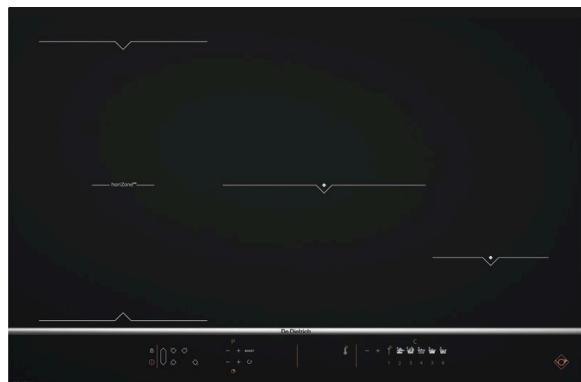 horiZone
De Dietrich
P C
- + BOOST - +
- + 1 2 3 4 5 6